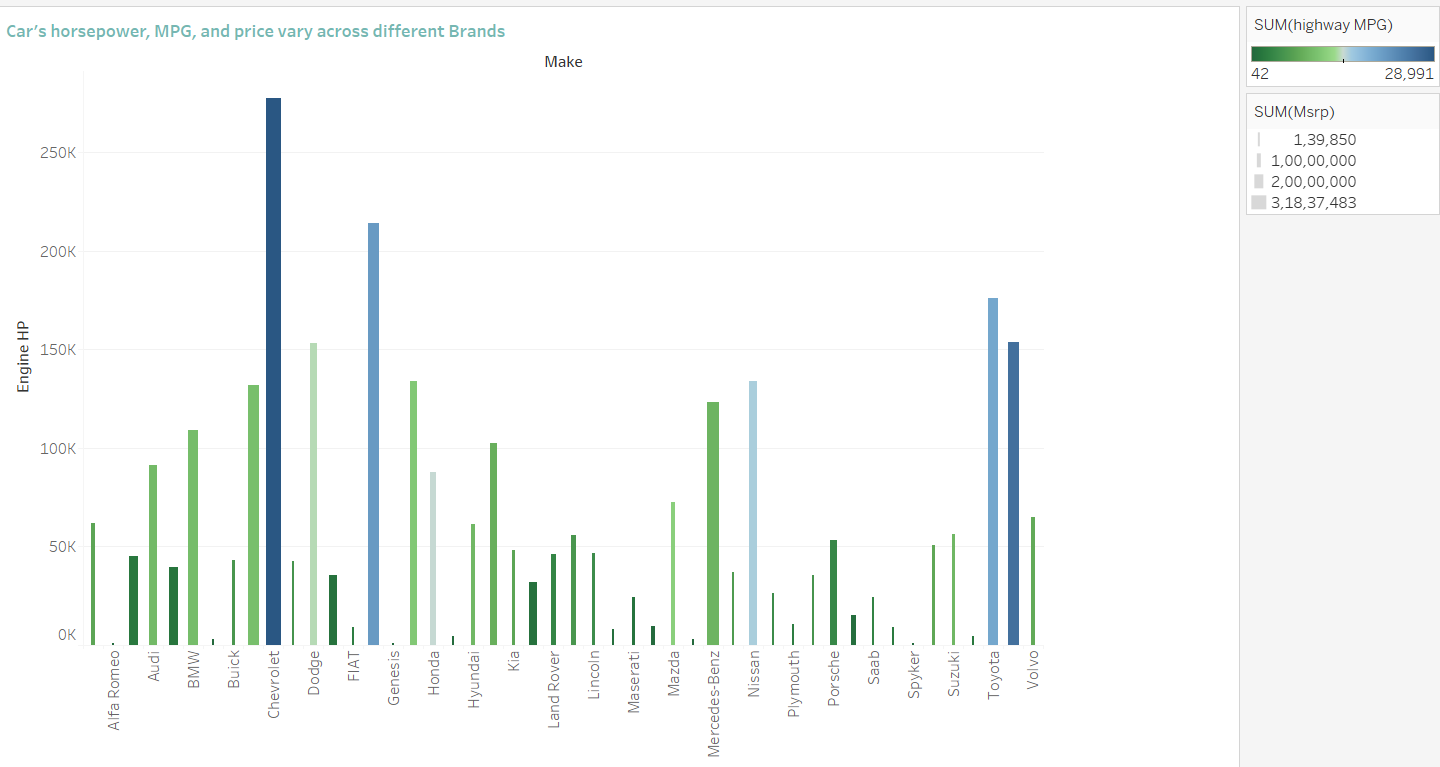 Car's horsepower, MPG, and price vary across different Brands
Make
Engine HP
250K
200K
150K
100K
50K
0K
Alfa Romeo
Audi
BMW
Buick
Chevrolet
Dodge
FIAT
Genesis
Honda
Hyundai
Kia
Land Rover
Lincoln
Maserati
Mazda
Mercedes-Benz
Nissan
Plymouth
Porsche
Saab
Spyker
Suzuki
Toyota
Volvo
SUM(highway MPG)
42 28,991
SUM(Msrp)
1,39,850
1,00,00,000
2,00,00,000
3,18,37,483